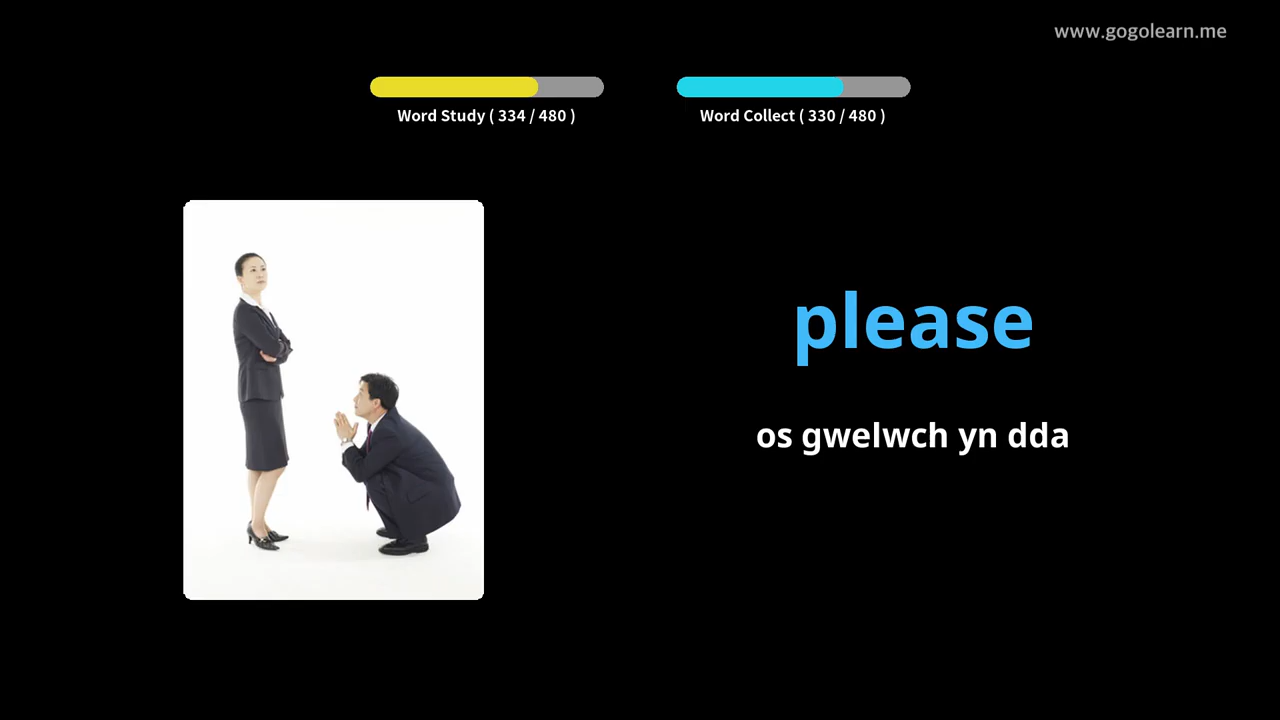 www.gogolearn.me
Word Study ( 334 / 480 )
Word Collect ( 330 / 480 )
please
os gwelwch yn dda